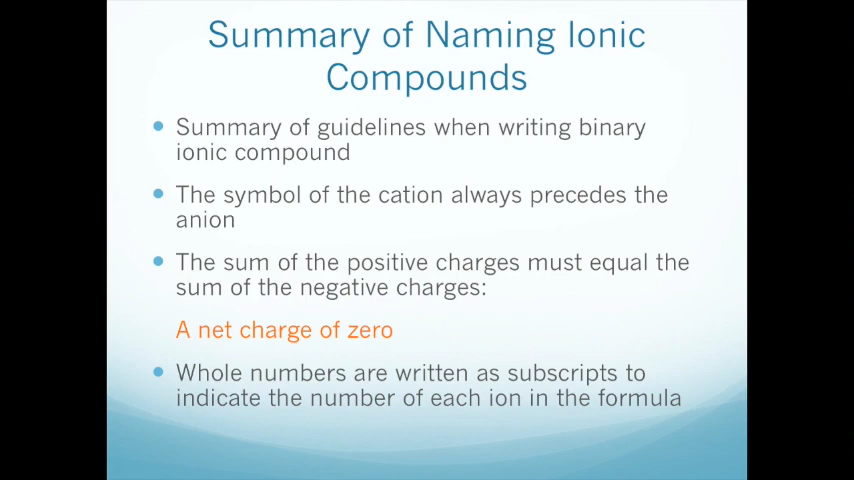 Summary of Naming Ionic
Compounds
Summary of guidelines when writing binary
ionic compound
The symbol of the cation always precedes the
anion
The sum of the positive charges must equal the
sum of the negative charges:
A net charge of zero
Whole numbers are written as subscripts to
indicate the number of each ion in the formula